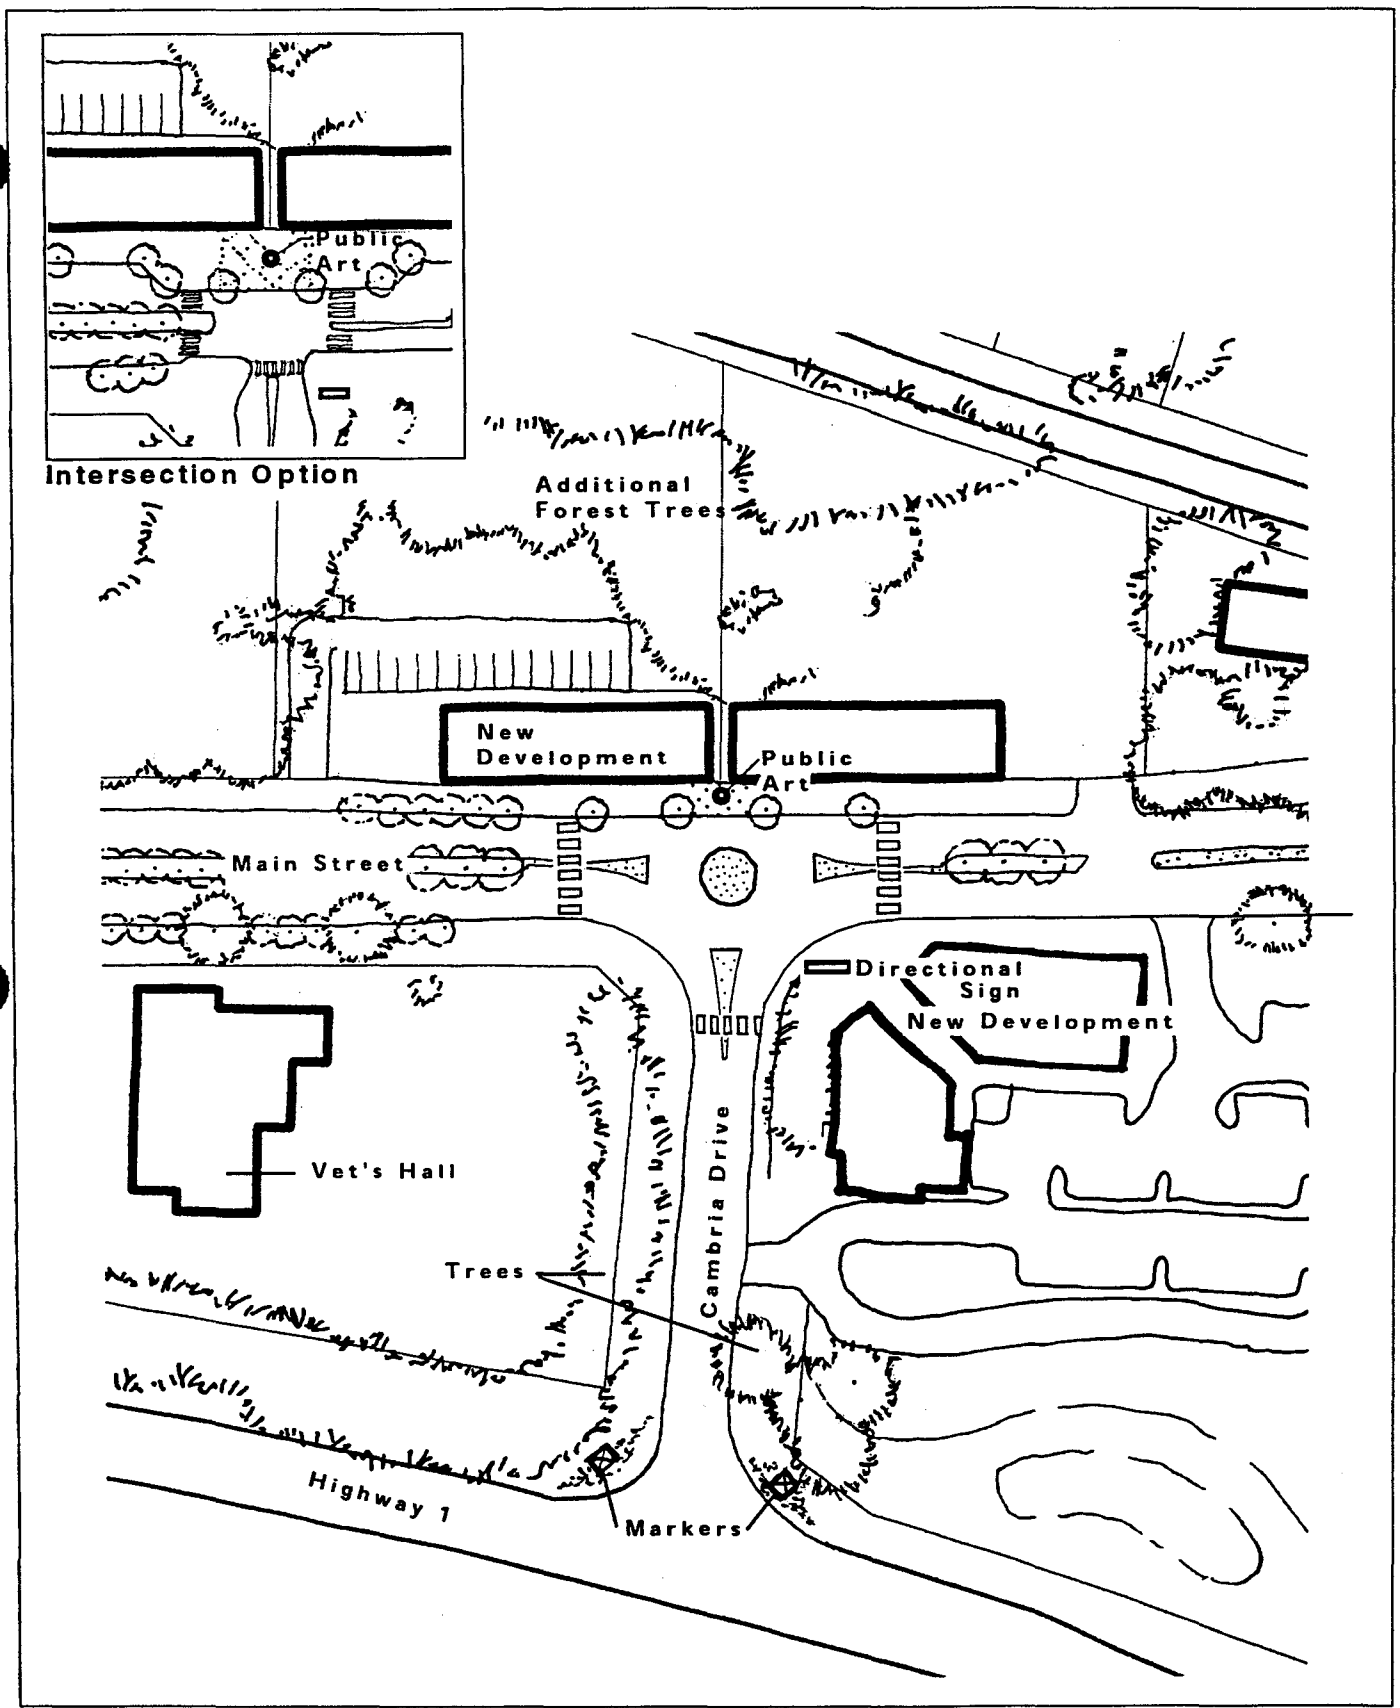 Public
Art
Intersection Option
Additional
Forest Trees
New
Development
Public
Art
Main Street
Directional
Sign
New Development
Vet's Hall
Cambria Drive
Trees
Highway 1
Markers